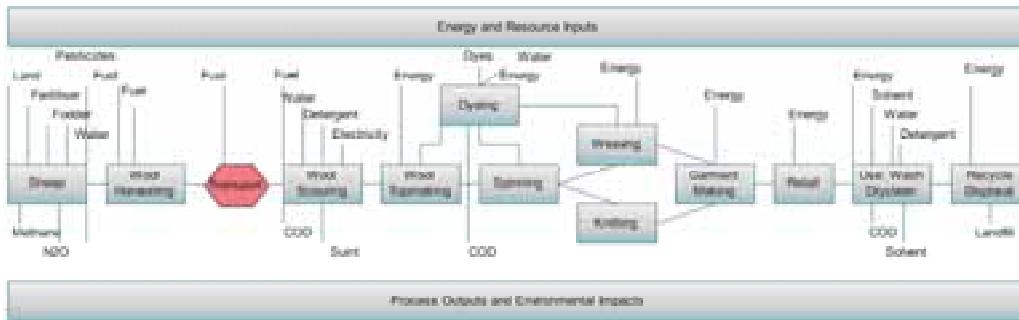 Energy and Resource Inputs
Pesticides
Land
Fuel
Fertiliser
Fuel
Fodder
Water
Fuel
Fuel
Water
Detergent
Electricity
Energy
Dyes
Water
Energy
Dyeing
Energy
Energy
Energy
Energy
Solvent
Water
Detergent
Energy
Sheep
Wool
Harvesting
Transport
Wool
Scouring
Wool
Topmaking
Spinning
Weaving
Knitting
Garment
Making
Retail
Use: Wash
Dryclean
Recycle
Disposal
Methane
N2O
COD
Suint
COD
COD
Solvent
Landfill
Process Outputs and Environmental Impacts